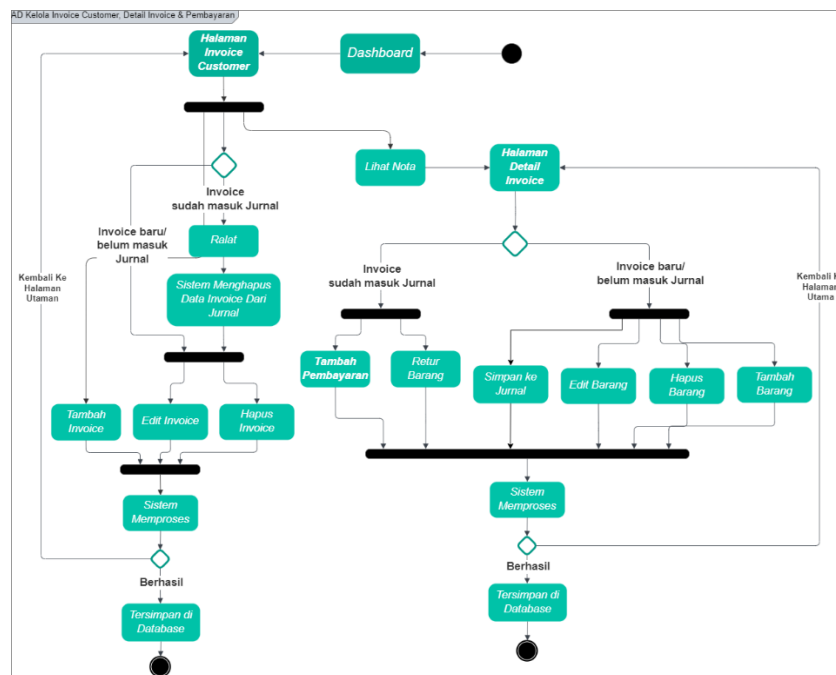 AD Kelola Invoice Customer, Detail Invoice & Pembayaran
Halaman
Invoice
Customer
Dashboard
Lihat Nota
Halaman
Detail
Invoice
Invoice
sudah masuk Jurnal
Invoice baru/
belum masuk
Jurnal
Ralat
Sistem Menghapus
Data Invoice Dari
Jurnal
Kembali Ke
Halaman
Utaman
Tambah
Invoice
Edit Invoice
Hapus
Invoice
Sistem
Memproses
Berhasil
Tersimpan di
Database
Invoice
sudah masuk Jurnal
Invoice baru/
belum masuk Jurnal
Kembali K
Halaman
Utaman
Tambah
Pembayaran
Retur
Barang
Simpan ke
Jurnal
Edit Barang
Hapus
Barang
Tambah
Barang
Sistem
Memproses
Berhasil
Tersimpan di
Database